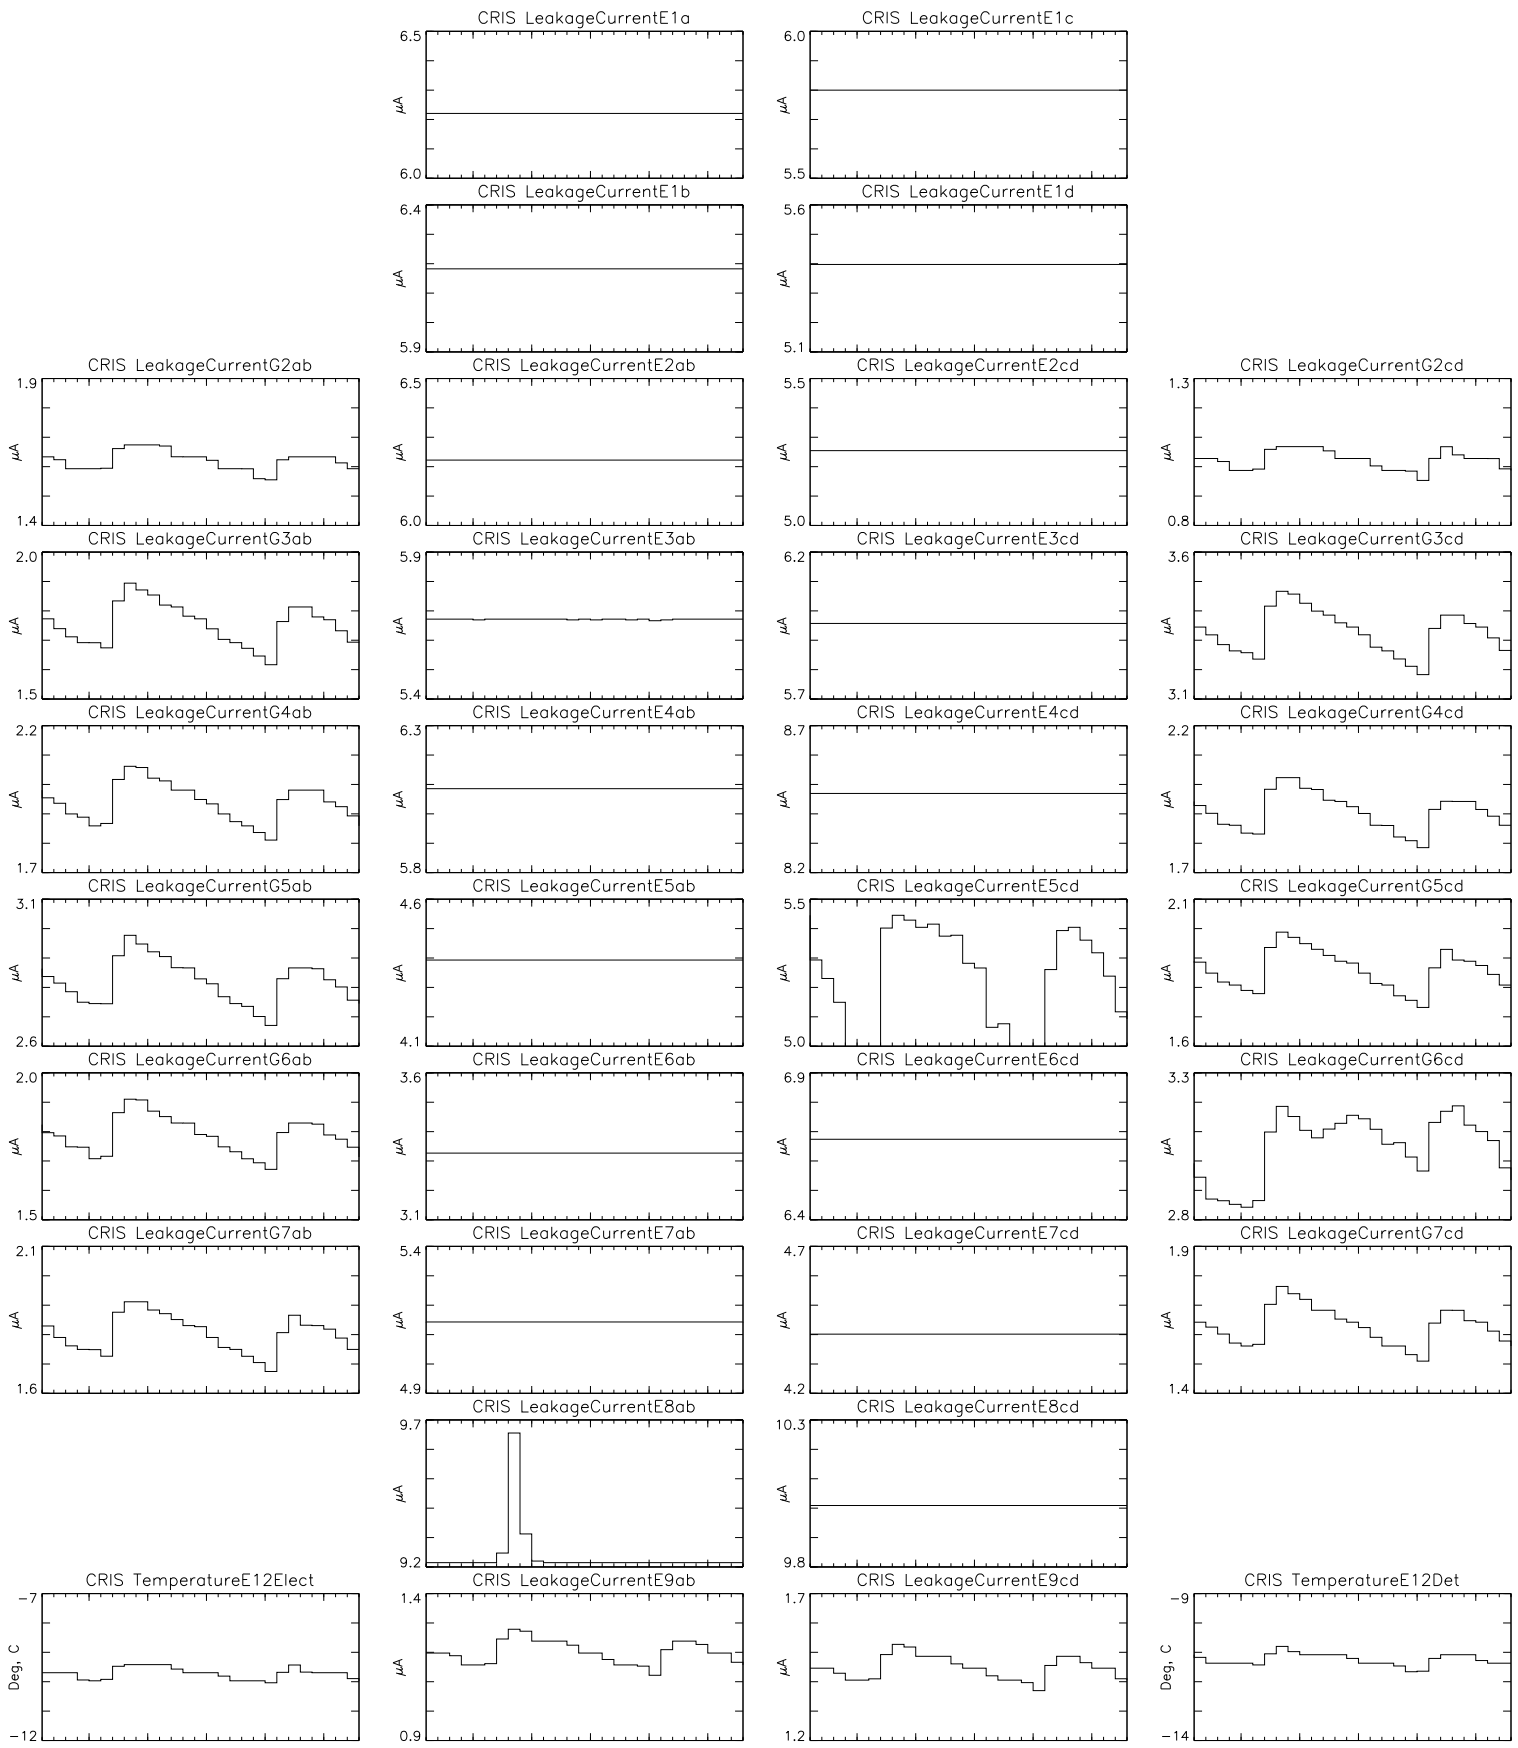 CRIS LeakageCurrentE1a
CRIS LeakageCurrentE1c
6.5
μA
6.0
6.0
μA
5.5
CRIS LeakageCurrentE1b
CRIS LeakageCurrentE1d
6.4
μA
5.9
5.6
μA
5.1
CRIS LeakageCurrentG2ab
CRIS LeakageCurrentE2ab
CRIS LeakageCurrentE2cd
CRIS LeakageCurrentG2cd
1.9
μA
1.4
6.5
μA
6.0
5.5
μA
5.0
1.3
μA
0.8
CRIS LeakageCurrentG3ab
CRIS LeakageCurrentE3ab
CRIS LeakageCurrentE3cd
CRIS LeakageCurrentG3cd
2.0
μA
1.5
5.9
μA
5.4
6.2
μA
5.7
3.6
μA
3.1
CRIS LeakageCurrentG4ab
CRIS LeakageCurrentE4ab
CRIS LeakageCurrentE4cd
CRIS LeakageCurrentG4cd
2.2
μA
1.7
6.3
μA
5.8
8.7
μA
8.2
2.2
μA
1.7
CRIS LeakageCurrentG5ab
CRIS LeakageCurrentE5ab
CRIS LeakageCurrentE5cd
CRIS LeakageCurrentG5cd
3.1
μA
2.6
4.6
μA
4.1
5.5
μA
5.0
2.1
μA
1.6
CRIS LeakageCurrentG6ab
CRIS LeakageCurrentE6ab
CRIS LeakageCurrentE6cd
CRIS LeakageCurrentG6cd
2.0
μA
1.5
3.6
μA
3.1
6.9
μA
6.4
3.3
μA
2.8
CRIS LeakageCurrentG7ab
CRIS LeakageCurrentE7ab
CRIS LeakageCurrentE7cd
CRIS LeakageCurrentG7cd
2.1
μA
1.6
5.4
μA
4.9
4.7
μA
4.2
1.9
μA
1.4
CRIS LeakageCurrentE8ab
CRIS LeakageCurrentE8cd
9.7
μA
9.2
10.3
μA
9.8
CRIS TemperatureE12Elect
CRIS LeakageCurrentE9ab
CRIS LeakageCurrentE9cd
CRIS TemperatureE12Det
-7
Deg, C
-12
1.4
μA
0.9
1.7
μA
1.2
-9
Deg, C
-14